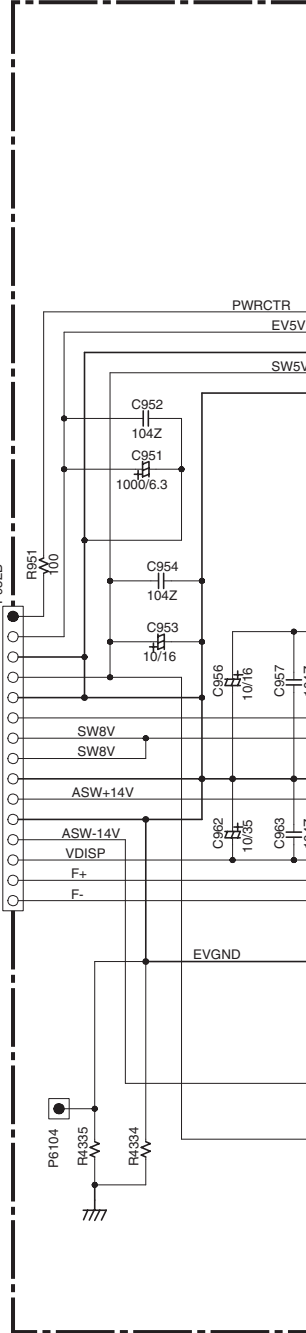 PWRCTR
EV5V
SW5V
C952
104Z
C951
1000/6.3
R951
100
C954
104Z
C953
10/16
C956
10/16
C957
SW8V
SW8V
ASW+14V
C962
10/35
C963
ASW-14V
VDISP
F+
F-
EVGND
P6104
R4335
R4334